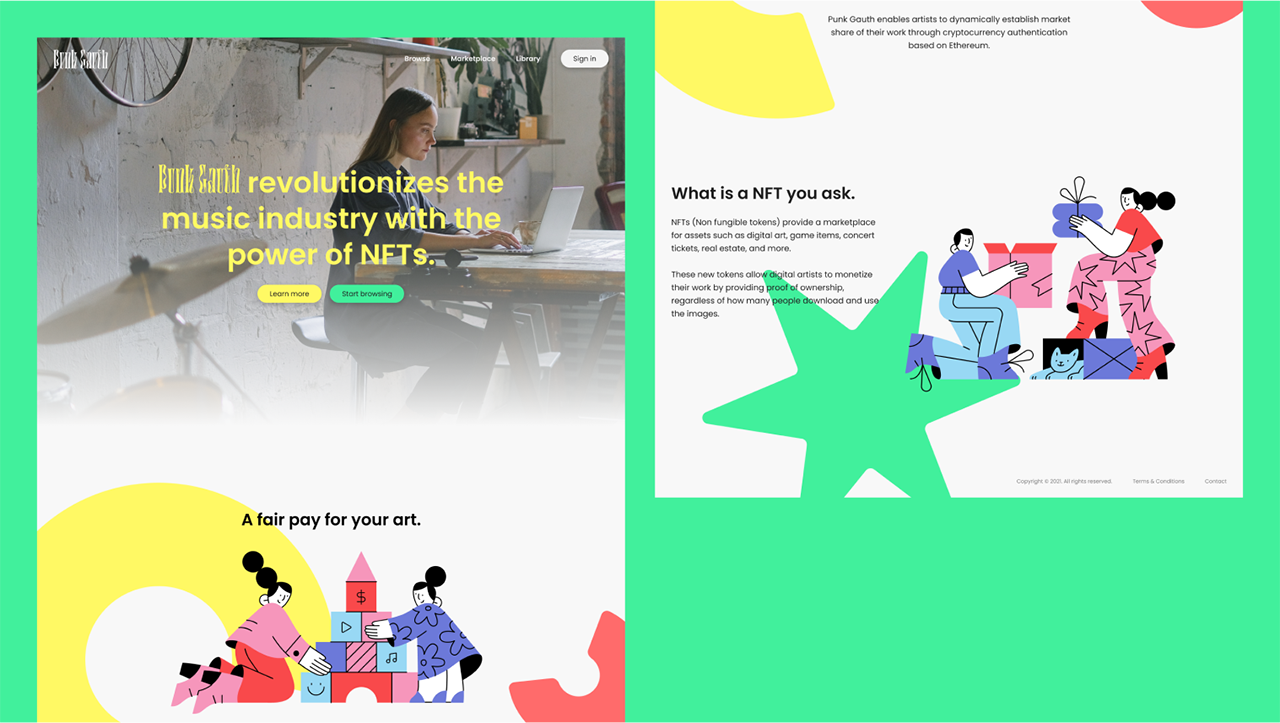 Punk Gauth
Browse
Marketplace
Library
Sign in
Punk Gauth revolutionizes the
music industry with the
power of NFTs.
Learn more
Start browsing
A fair pay for your art.
$
Punk Gauth enables artists to dynamically establish market
share of their work through cryptocurrency authentication
based on Ethereum.
What is a NFT you ask.
NFTs (Non fungible tokens) provide a marketplace
for assets such as digital art, game items, concert
tickets, real estate, and more.
These new tokens allow digital artists to monetize
their work by providing proof of ownership,
regardless of how many people download and use
the images.
Copyright © 2021. All rights reserved.
Terms & Conditions
Contact